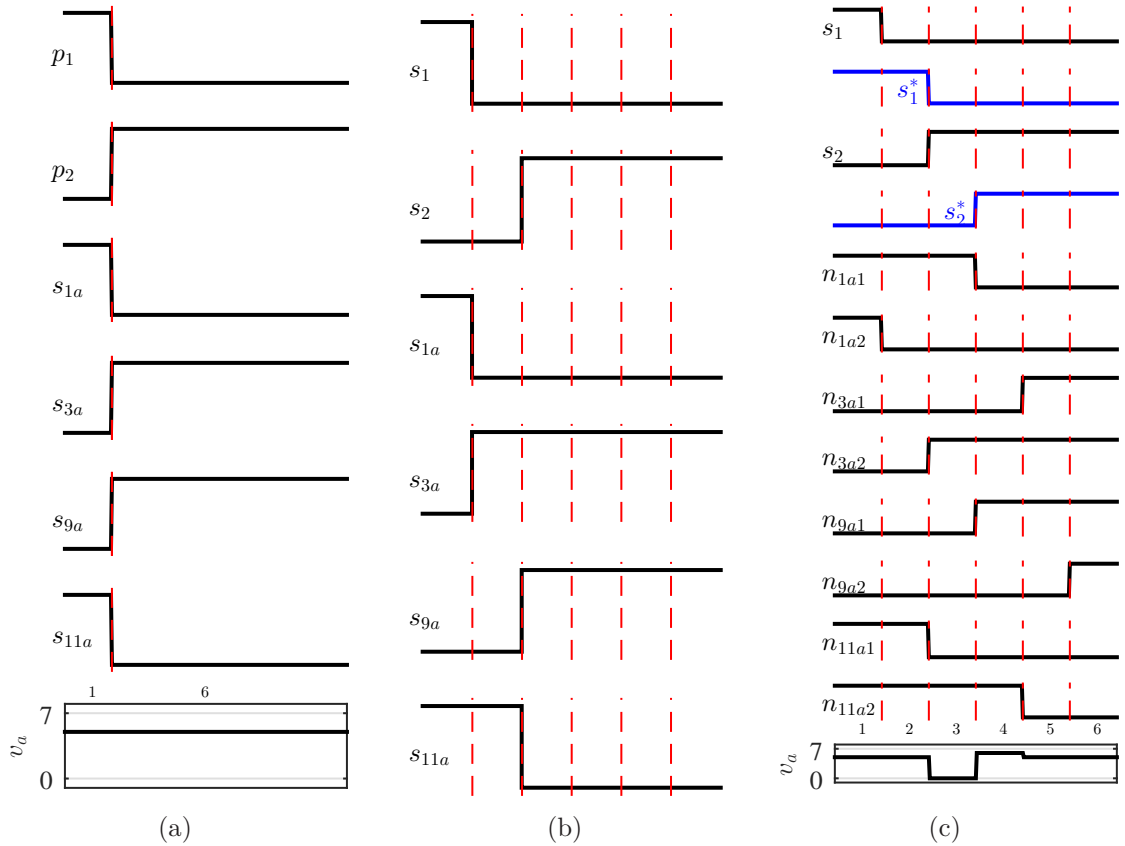 p1
p2
s1a
s3a
s9a
s11a
1 6
7
0
va
(a)
s1
s2
s1a
s3a
s9a
s11a
(b)
s1
s1*
s2
s2*
n1a1
n1a2
n3a1
n3a2
n9a1
n9a2
n11a1
n11a2
1 2 3 4 5 6
7
0
va
(c)